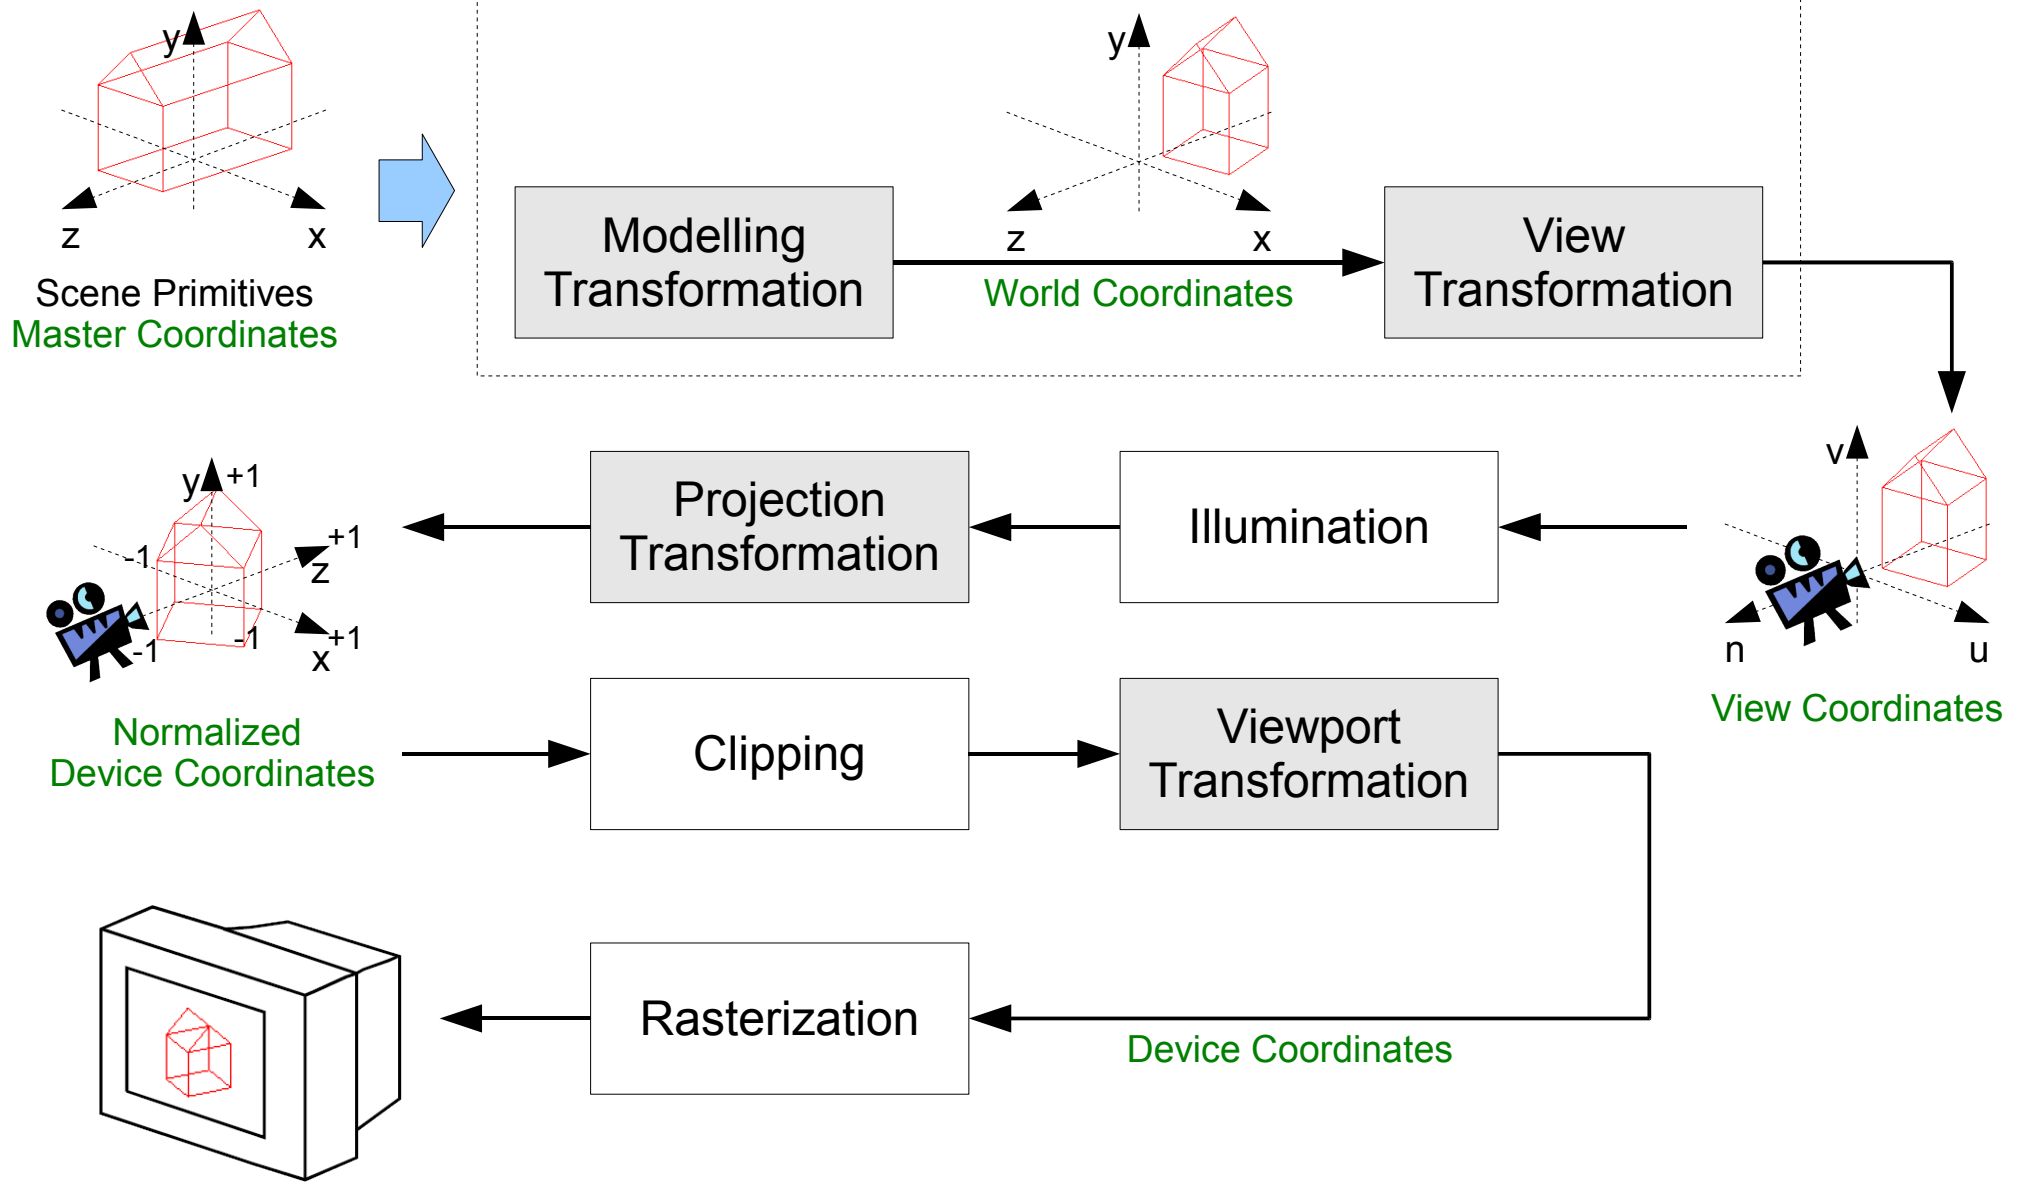 y
z
x
Scene Primitives
Master Coordinates
Modelling
Transformation
y
z
x
World Coordinates
View
Transformation
v
n
u
View Coordinates
Illumination
Projection
Transformation
y
+1
-1
+1
z
-1
-1
+1
x
Normalized
Device Coordinates
Clipping
Viewport
Transformation
Device Coordinates
Rasterization